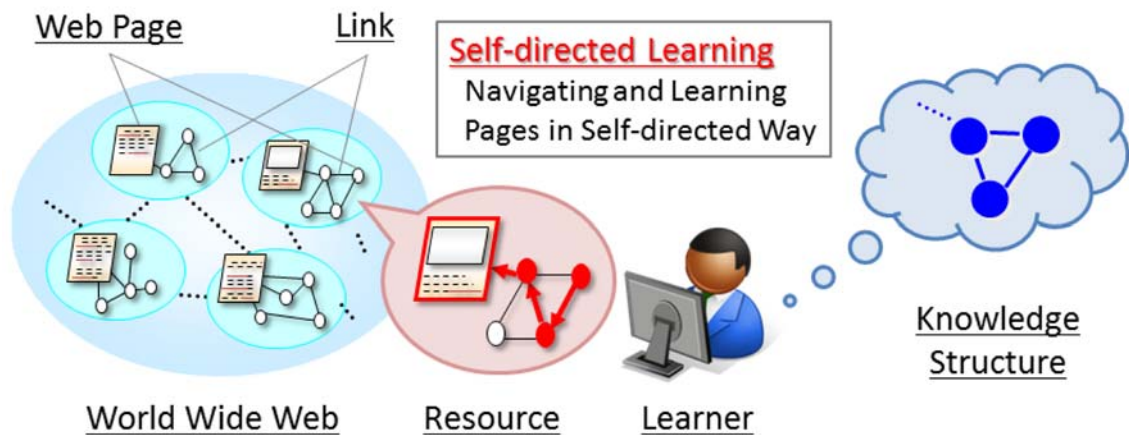 Web Page
Link
Self-directed Learning
Navigating and Learning
Pages in Self-directed Way
World Wide Web
Resource
Learner
Knowledge
Structure